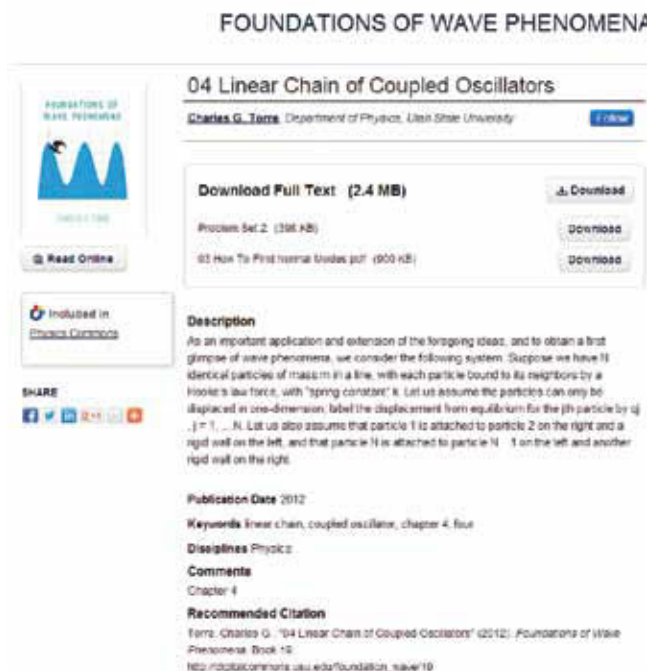 FOUNDATIONS OF WAVE PHENOMENA
FOUNDATIONS OF
WAVE PHENOMENA
04 Linear Chain of Coupled Oscillators
Charles G. Torre, Department of Physics, Utah State University
Follow
Download Full Text (2.4 MB)
Download
Problem Set 2 (398 KB)
Download
03 How To Find Normal Modes.pdf (900 KB)
Download
Read Online
Included in
Physics Commons
SHARE
Description
As an important application and extension of the foregoing ideas, and to obtain a first
glimpse of wave phenomena, we consider the following system. Suppose we have N
identical particles of mass m in a line, with each particle bound to its neighbors by a
Hooke's law force, with "spring constant" k. Let us assume the particles can only be
displaced in one-dimension; label the displacement from equilibrium for the jth particle by qj
, j = 1, ... N. Let us also assume that particle 1 is attached to particle 2 on the right and a
rigid wall on the left, and that particle N is attached to particle N 1 on the left and another
rigid wall on the right.
Publication Date 2012
Keywords linear chain, coupled oscillator, chapter 4, four
Disciplines Physics
Comments
Chapter 4
Recommended Citation
Torre, Charles G., "04 Linear Chain of Coupled Oscillators" (2012). Foundations of Wave
Phenomena. Book 19.
http://digitalcommons.usu.edu/foundation_wave/19